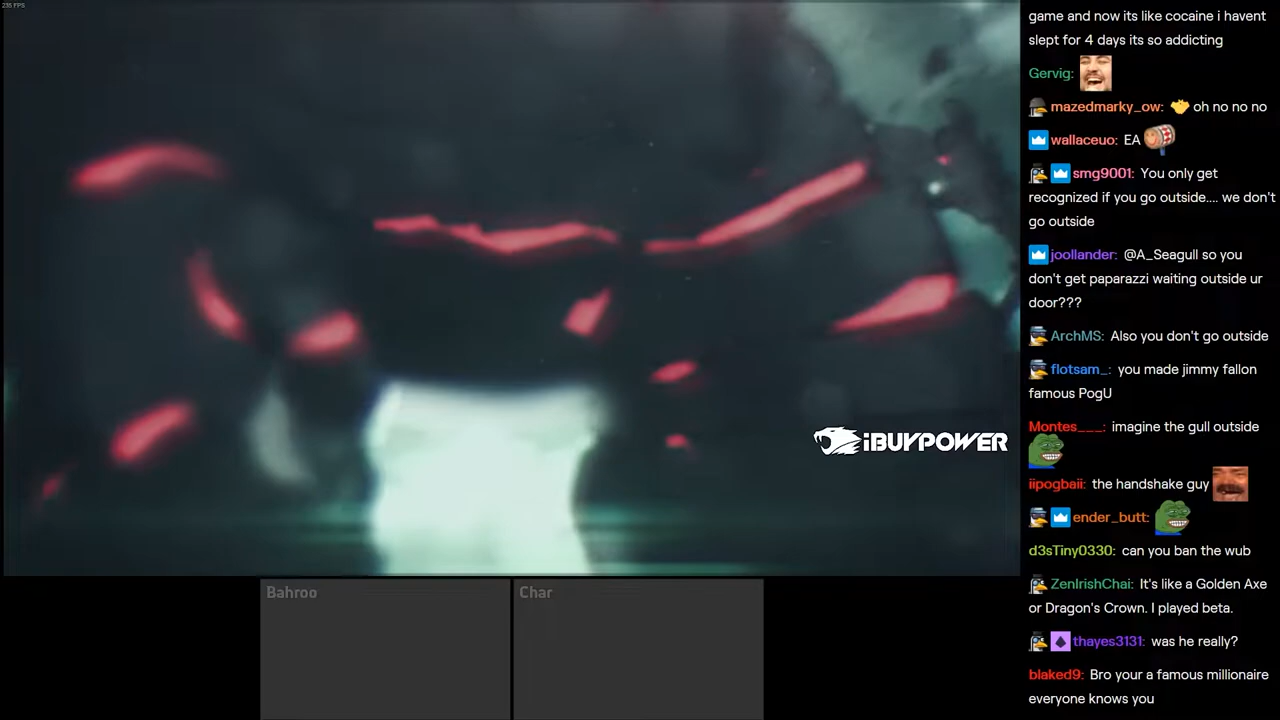 235 FPS
game and now its like cocaine i havent
slept for 4 days its so addicting
Gervig:
mazedmarky_ow: oh no no no
wallaceuo: EA
smg9001: You only get
recognized if you go outside.... we don't
go outside
joollander: @A_Seagull so you
don't get paparazzi waiting outside ur
door???
ArchMS: Also you don't go outside
flotsam_: you made jimmy fallon
famous PogU
Montes___: imagine the gull outside
iipogbaii: the handshake guy
ender_butt:
d3sTiny0330: can you ban the wub
ZenIrishChai: It's like a Golden Axe
or Dragon's Crown. I played beta.
thayes3131: was he really?
blaked9: Bro your a famous millionaire
everyone knows you
iBUYPOWER
Bahroo
Char